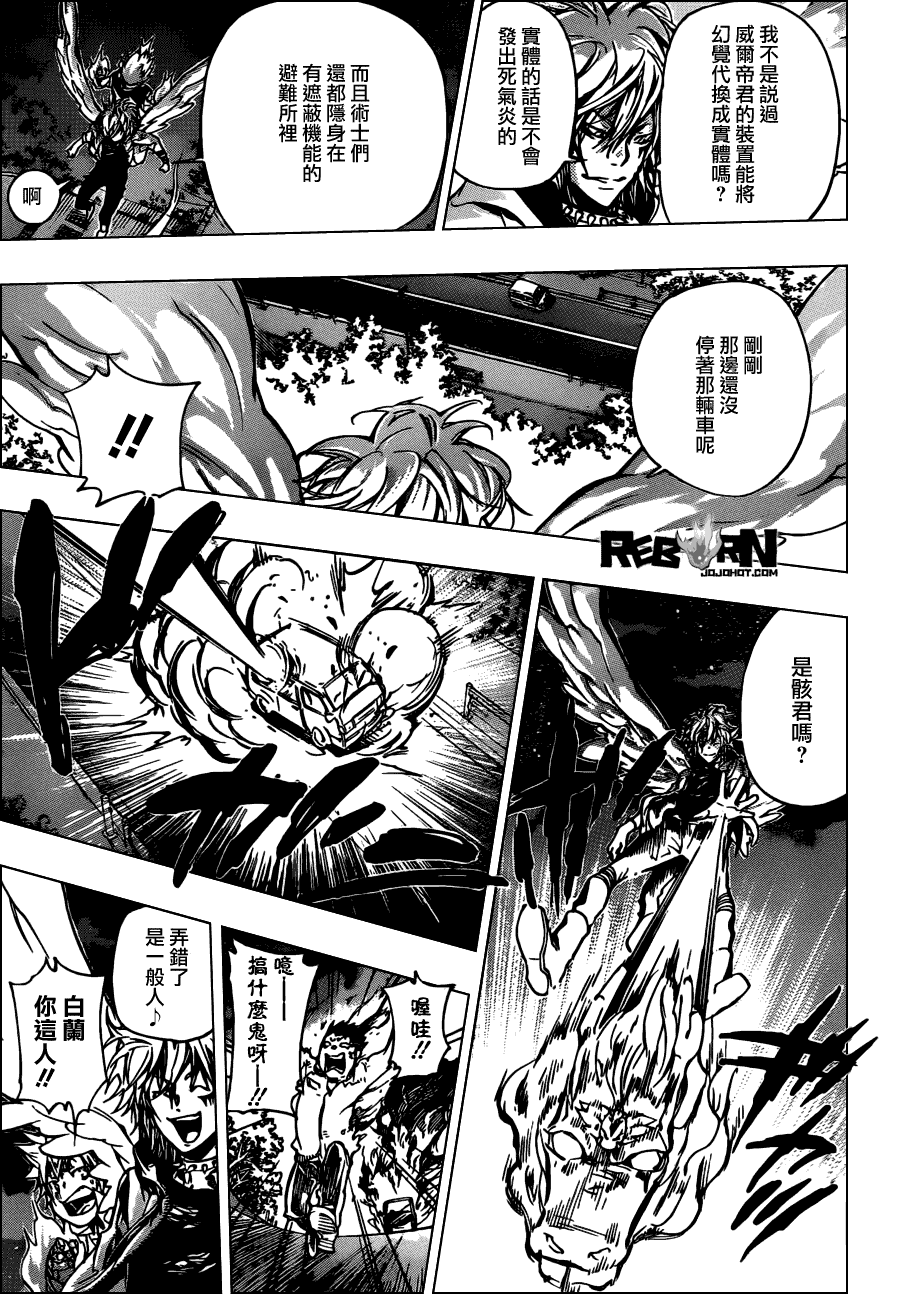 我不是說過
威爾帝君的裝置能將
幻覺代換成實體嗎？
實體的話是不會
發出死氣炎的
而且術士們
還都隱身在
有遮蔽機能的
避難所裡
啊
剛剛
那邊還沒
停著那輛車呢
!!
REBORN
JOJOHOT.COM
是骸君嗎？
ドガッ
喔哇!!
噫——
搞什麼鬼呀——!!
弄錯了
是一般人♪
白蘭
你這人!!